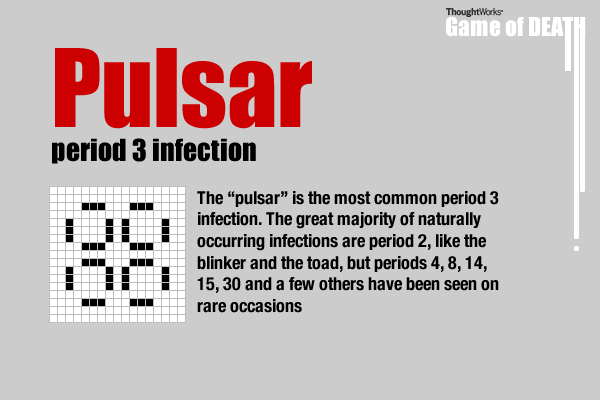 ThoughtWorks®
Game of DEATH
Pulsar
period 3 infection
The “pulsar” is the most common period 3
infection. The great majority of naturally
occurring infections are period 2, like the
blinker and the toad, but periods 4, 8, 14,
15, 30 and a few others have been seen on
rare occasions